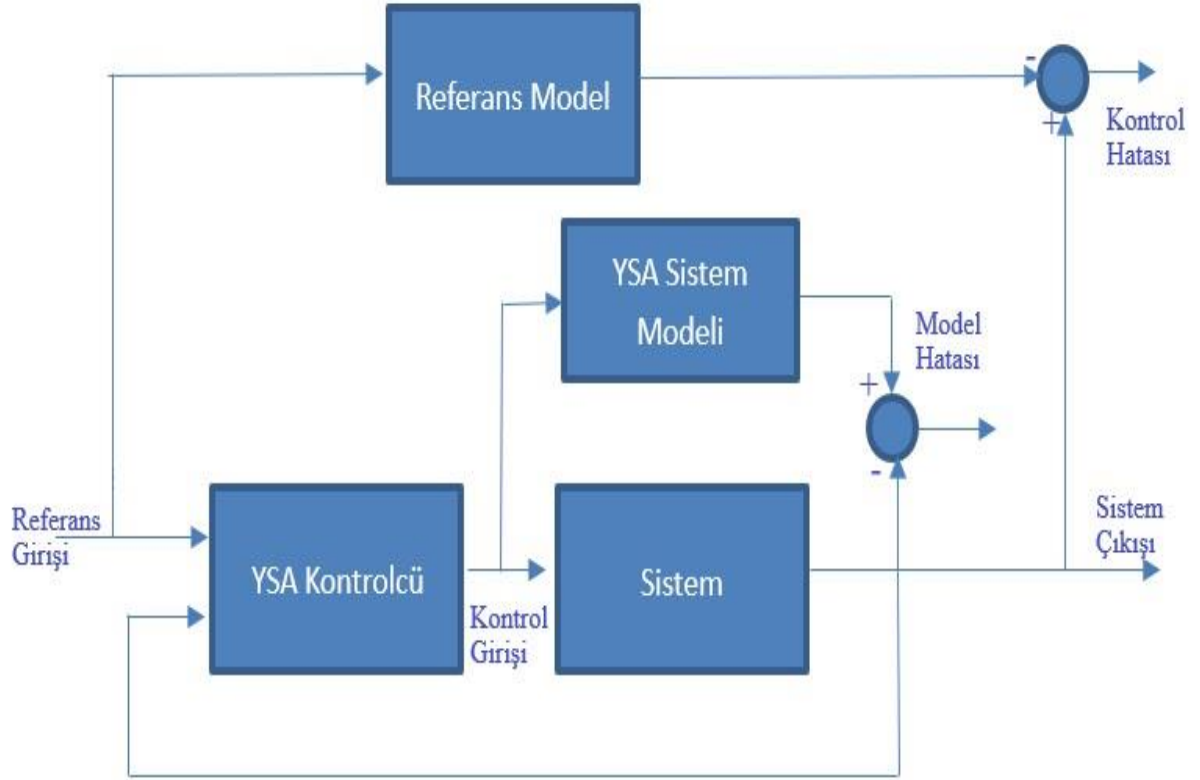 -
Referans Model
+
Kontrol
Hatası
YSA Sistem
Modeli
Model
Hatası
+
-
Referans
Girişi
YSA Kontrolcü
Kontrol
Girişi
Sistem
Sistem
Çıkışı